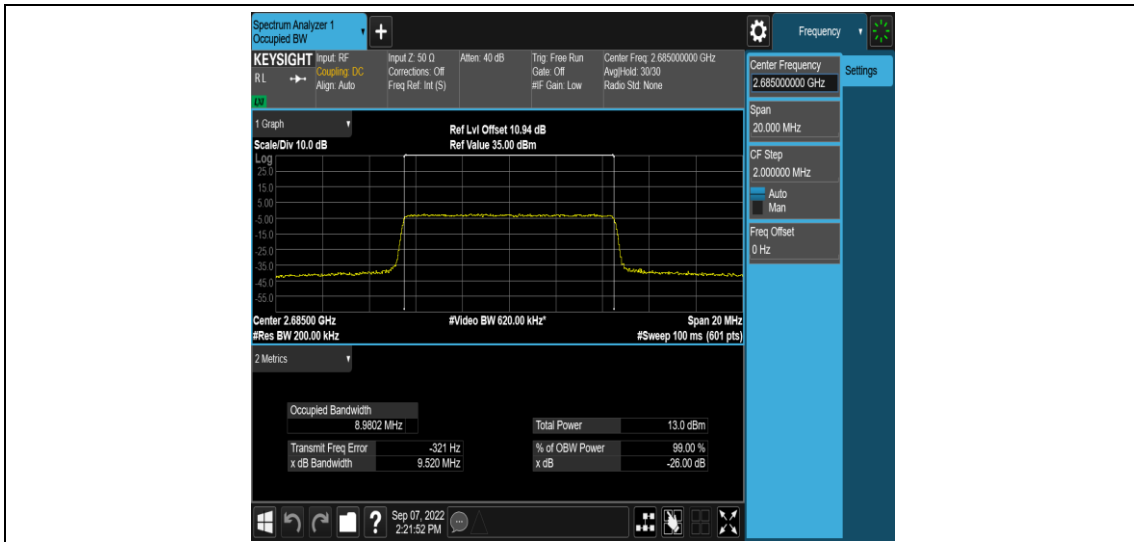 Spectrum Analyzer 1
Occupied BW
+
Frequency
KEYSIGHT
RL
LM
Input: RF
Coupling: DC
Align: Auto
Input Z: 50 Ω
Corrections: Off
Freq Ref: Int (S)
Atten: 40 dB
Trig: Free Run
Gate: Off
#IF Gain: Low
Center Freq: 2.685000000 GHz
Avg|Hold: 30/30
Radio Std: None
Center Frequency
2.685000000 GHz
Settings
Span
20.000 MHz
CF Step
2.000000 MHz
Auto
Man
Freq Offset
0 Hz
1 Graph
Scale/Div 10.0 dB
Ref Lvl Offset 10.94 dB
Ref Value 35.00 dBm
Log
25.0
15.0
5.00
-5.00
-15.0
-25.0
-35.0
-45.0
-55.0
Center 2.68500 GHz
#Video BW 620.00 kHz*
Span 20 MHz
#Res BW 200.00 kHz
#Sweep 100 ms (601 pts)
2 Metrics
Occupied Bandwidth
8.9802 MHz
Total Power 13.0 dBm
Transmit Freq Error -321 Hz
% of OBW Power 99.00 %
x dB Bandwidth 9.520 MHz
x dB -26.00 dB
?
Sep 07, 2022
2:21:52 PM